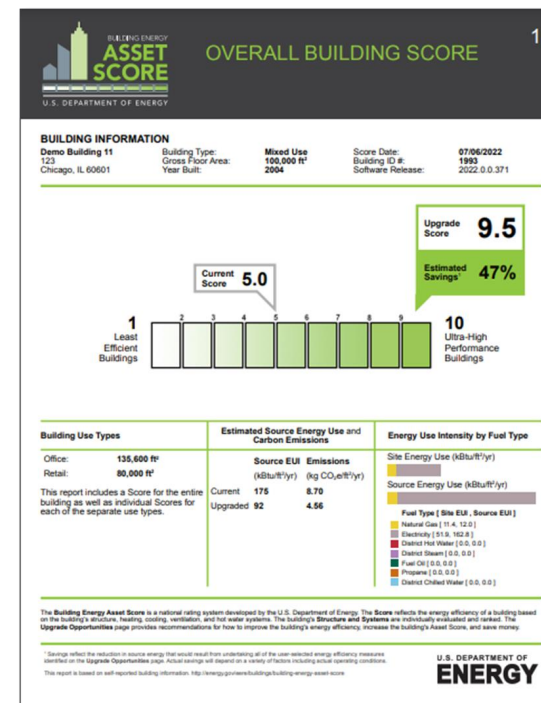 BUILDING ENERGY
ASSET
SCORE
U.S. DEPARTMENT OF ENERGY
OVERALL BUILDING SCORE
1
BUILDING INFORMATION
Demo Building 11
123
Chicago, IL 60601
Building Type: Mixed Use
Gross Floor Area: 100,000 ft²
Year Built: 2004
Score Date: 07/06/2022
Building ID #: 1993
Software Release: 2022.0.0.371
Upgrade Score 9.5
Estimated Savings¹ 47%
Current Score 5.0
2 3 4 5 6 7 8 9
1
Least
Efficient
Buildings
10
Ultra-High
Performance
Buildings
Building Use Types
Office: 135,600 ft²
Retail: 80,000 ft²
This report includes a Score for the entire
building as well as individual Scores for
each of the separate use types.
Estimated Source Energy Use and
Carbon Emissions
Source EUI Emissions
(kBtu/ft²/yr) (kg CO₂e/ft²/yr)
Current 175 8.70
Upgraded 92 4.56
Energy Use Intensity by Fuel Type
Site Energy Use (kBtu/ft²/yr)
Source Energy Use (kBtu/ft²/yr)
Fuel Type [ Site EUI , Source EUI ]
Natural Gas [ 11.4, 12.0 ]
Electricity [ 51.9, 162.8 ]
District Hot Water [ 0.0, 0.0 ]
District Steam [ 0.0, 0.0 ]
Fuel Oil [ 0.0, 0.0 ]
Propane [ 0.0, 0.0 ]
District Chilled Water [ 0.0, 0.0 ]
The Building Energy Asset Score is a national rating system developed by the U.S. Department of Energy. The Score reflects the energy efficiency of a building based
on the building's structure, heating, cooling, ventilation, and hot water systems. The building's Structure and Systems are individually evaluated and ranked. The
Upgrade Opportunities page provides recommendations for how to improve the building's energy efficiency, increase the building's Asset Score, and save money.
¹ Savings reflect the reduction in source energy that would result from undertaking all of the user-selected energy efficiency measures
identified on the Upgrade Opportunities page. Actual savings will depend on a variety of factors including actual operating conditions.
This report is based on self-reported building information. http://energy.gov/eere/buildings/building-energy-asset-score
U.S. DEPARTMENT OF
ENERGY